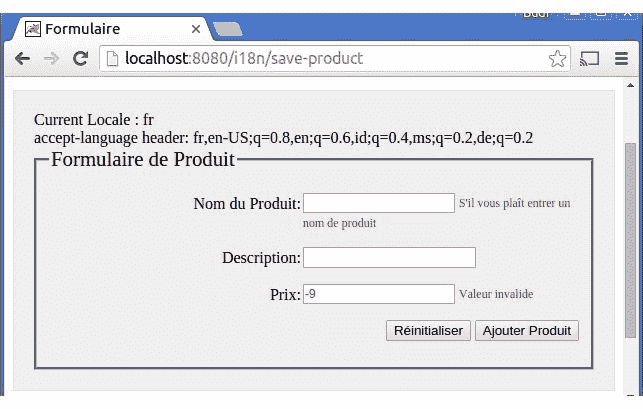 Budi
Formulaire
localhost:8080/i18n/save-product
Current Locale : fr
accept-language header: fr,en-US;q=0.8,en;q=0.6,id;q=0.4,ms;q=0.2,de;q=0.2
Formulaire de Produit
Nom du Produit: S'il vous plaît entrer un
nom de produit
Description:
Prix: -9 Valeur invalide
Réinitialiser Ajouter Produit